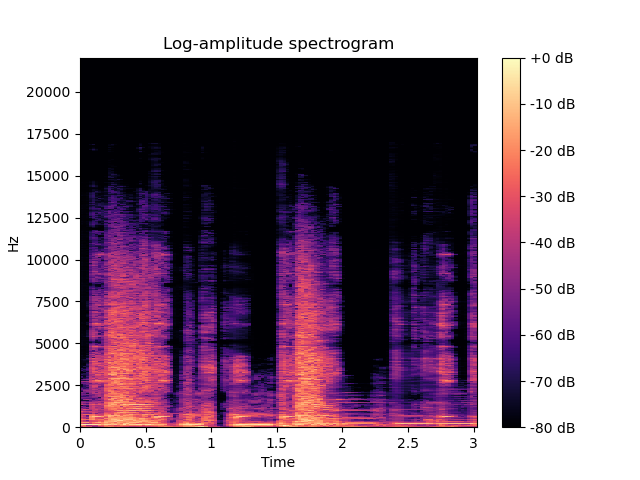 Log-amplitude spectrogram
Hz
20000
17500
15000
12500
10000
7500
5000
2500
0
0 0.5 1 1.5 2 2.5 3
Time
+0 dB
-10 dB
-20 dB
-30 dB
-40 dB
-50 dB
-60 dB
-70 dB
-80 dB